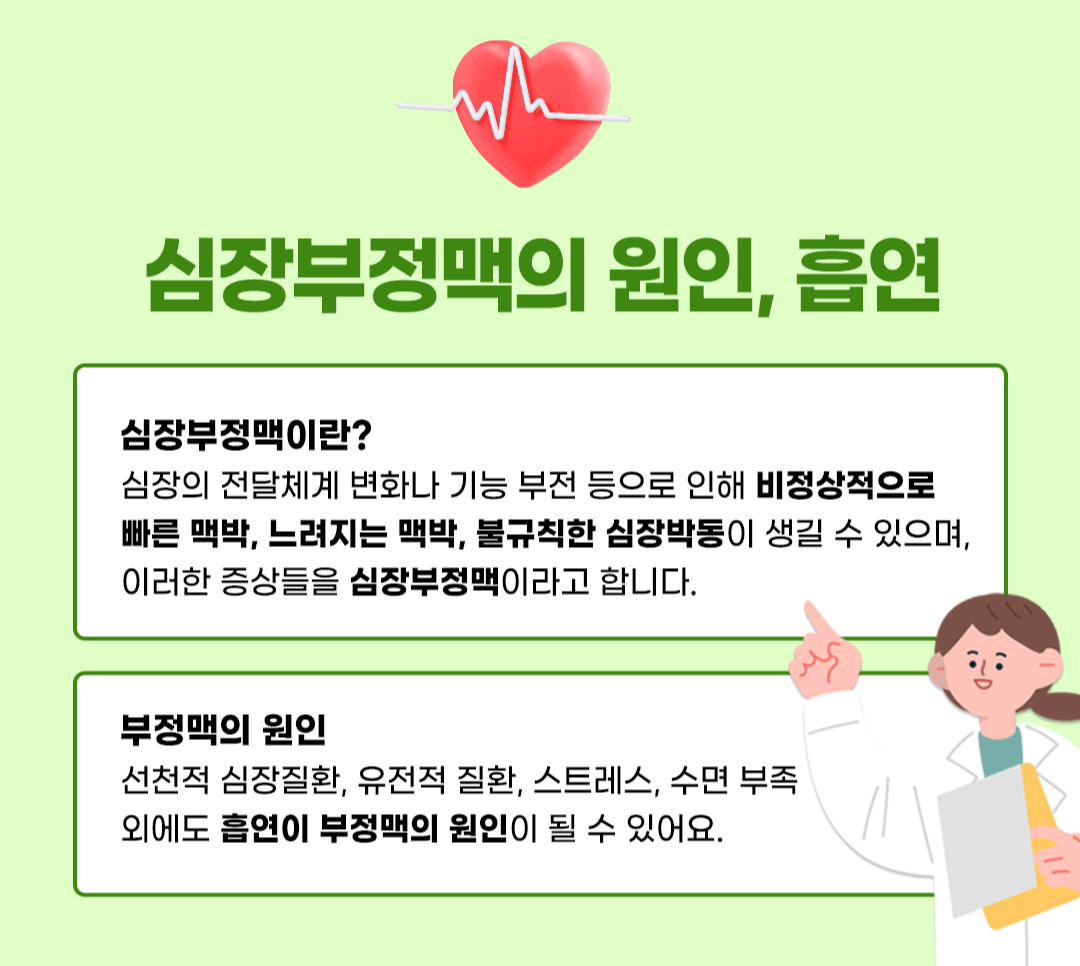 심장부정맥의 원인, 흡연
심장부정맥이란?
심장의 전달체계 변화나 기능 부전 등으로 인해 비정상적으로
빠른 맥박, 느려지는 맥박, 불규칙한 심장박동이 생길 수 있으며,
이러한 증상들을 심장부정맥이라고 합니다.
부정맥의 원인
선천적 심장질환, 유전적 질환, 스트레스, 수면 부족
외에도 흡연이 부정맥의 원인이 될 수 있어요.